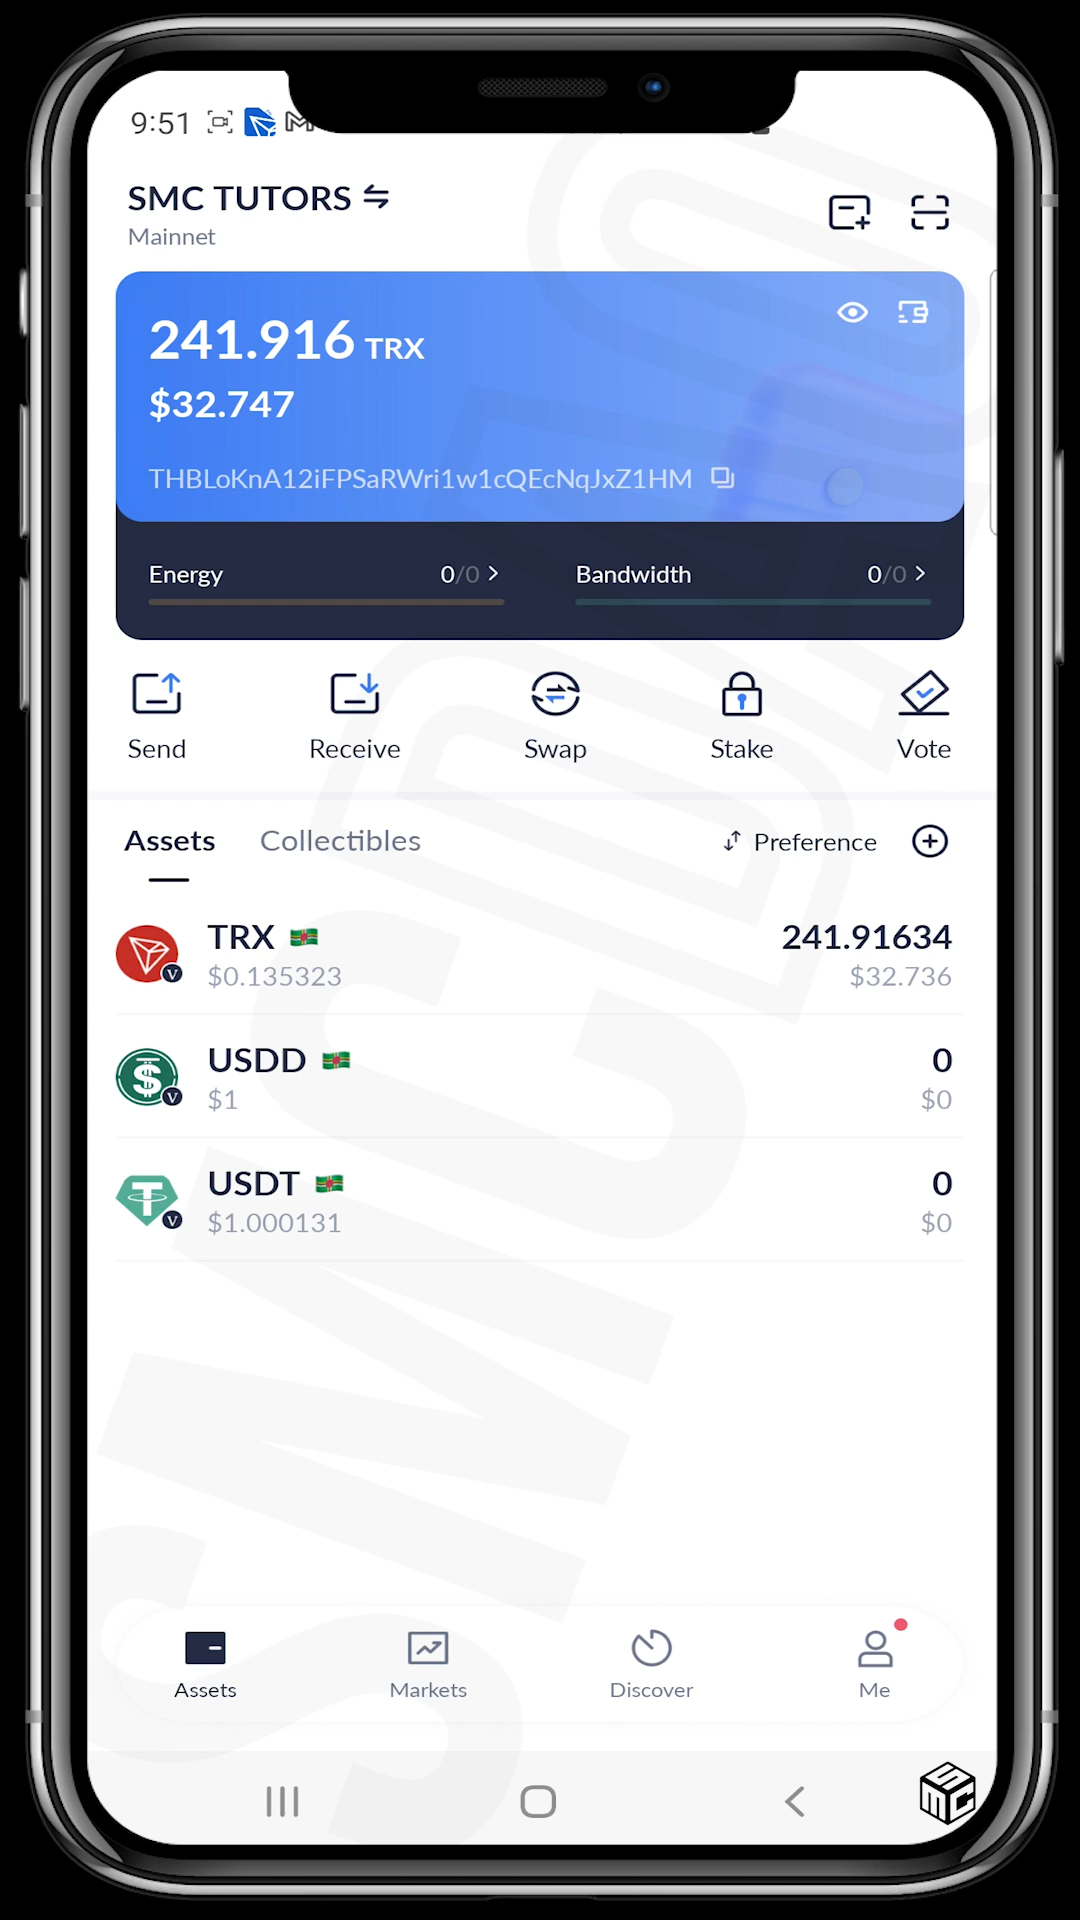 9:51
SMC TUTORS
Mainnet
241.916 TRX
$32.747
THBLoKnA12iFPSaRWri1w1cQEcNqJxZ1HM
Energy 0/0 Bandwidth 0/0
Send Receive Swap Stake Vote
Assets Collectibles Preference
TRX 241.91634
$0.135323 $32.736
USDD 0
$1 $0
USDT 0
$1.000131 $0
Assets Markets Discover Me
SMC